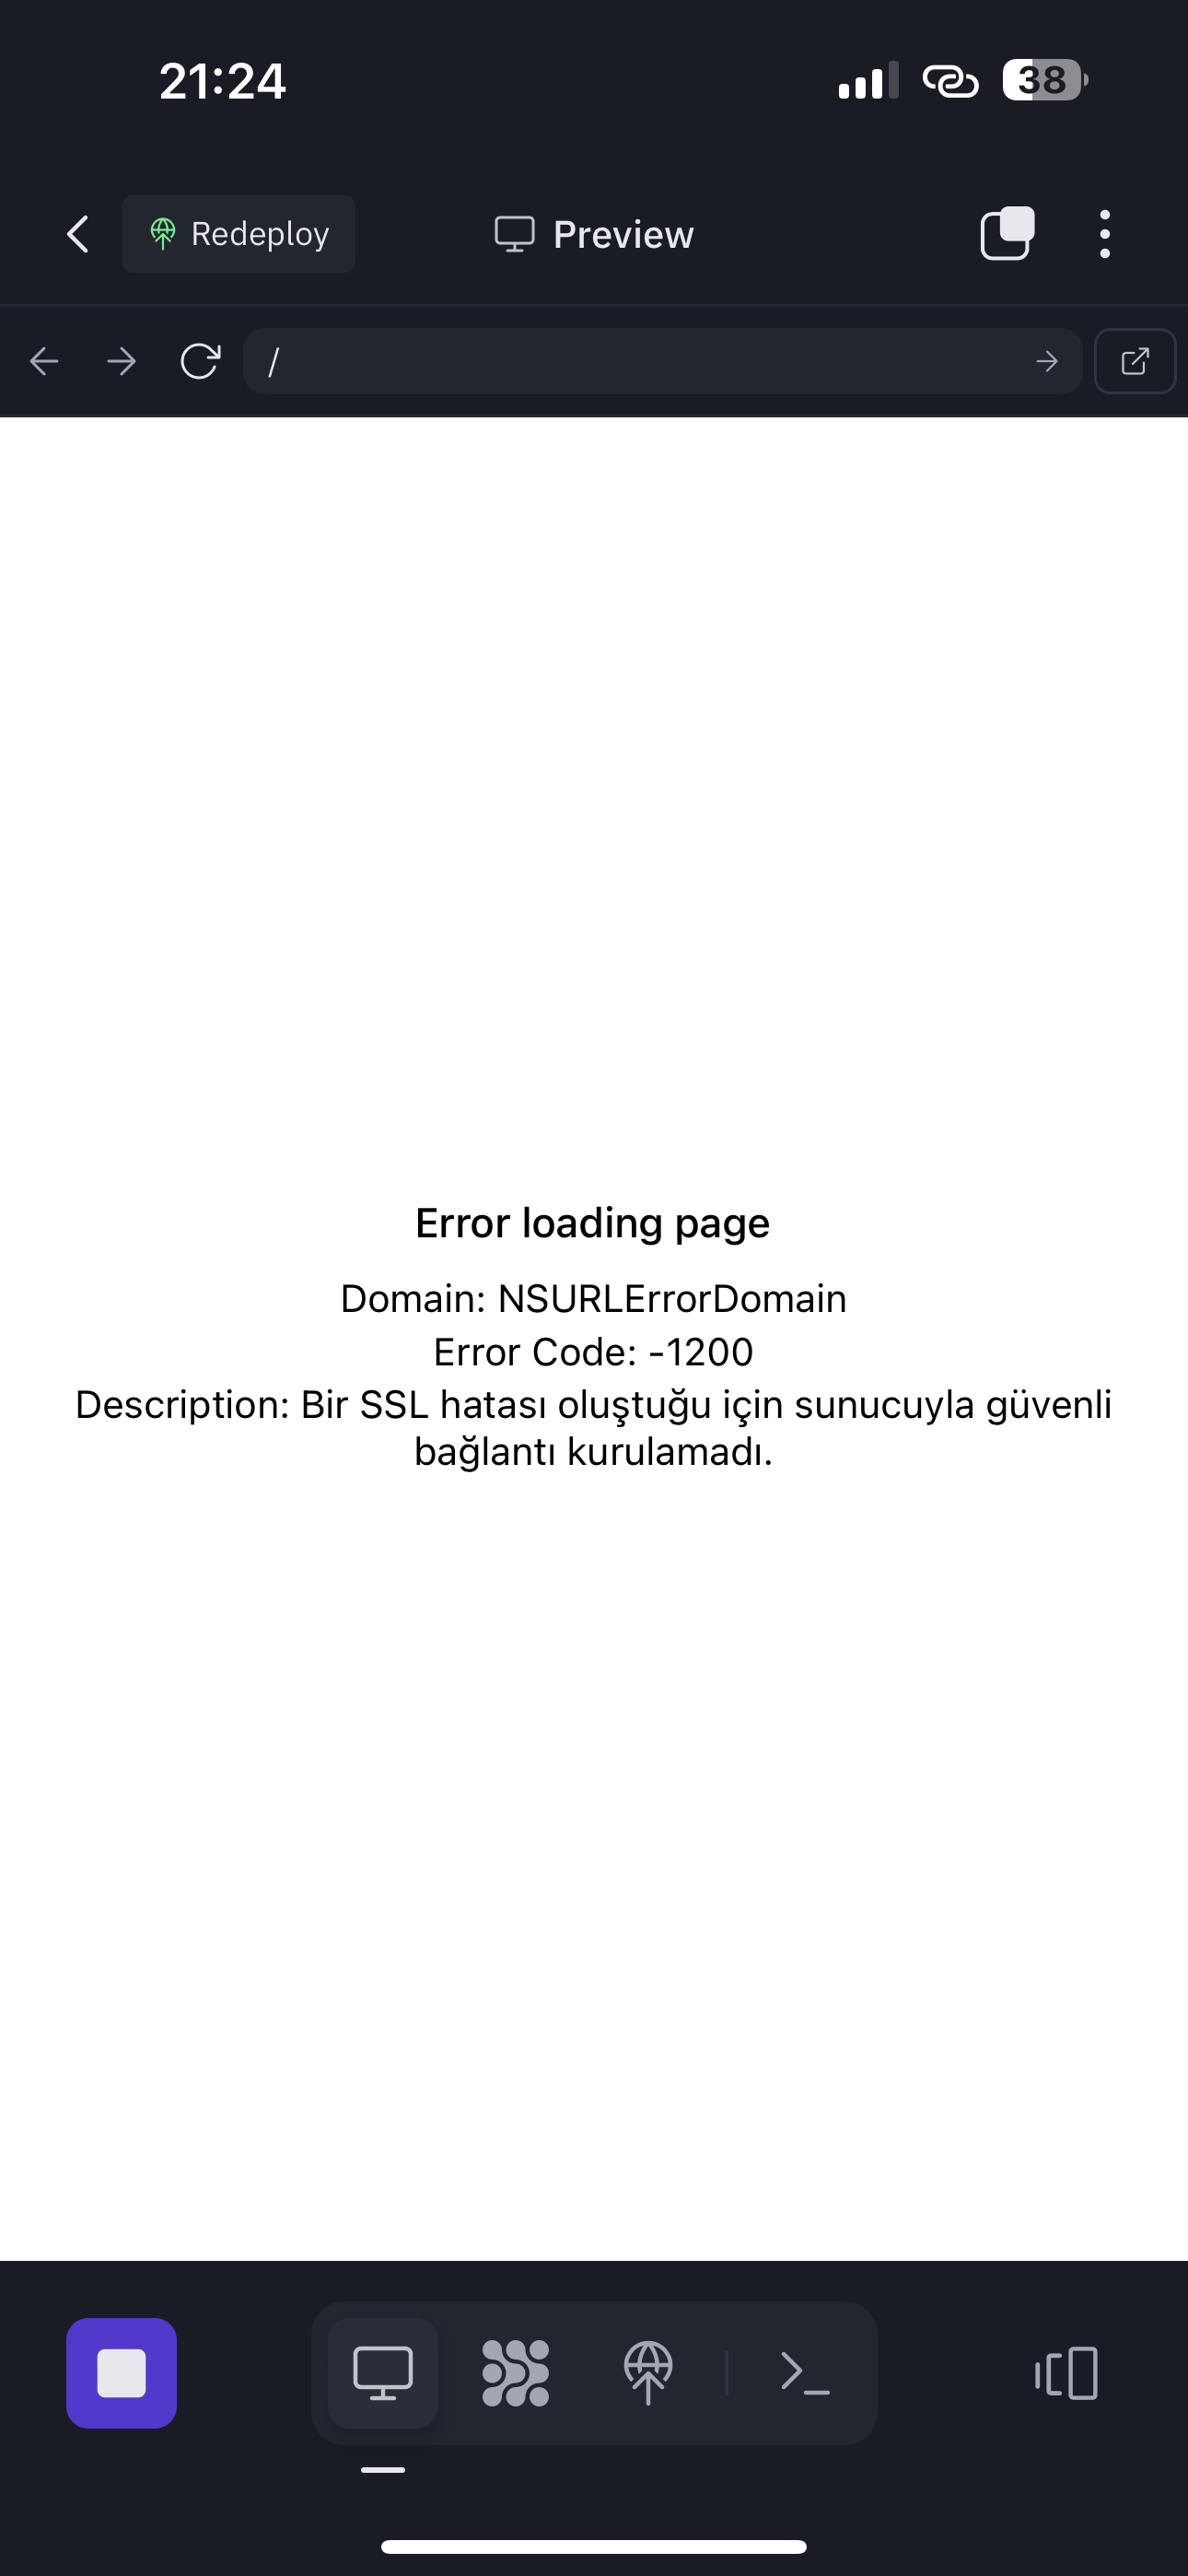 21:24
38
Redeploy
Preview
/
Error loading page
Domain: NSURLErrorDomain
Error Code: -1200
Description: Bir SSL hatası oluştuğu için sunucuyla güvenli
bağlantı kurulamadı.